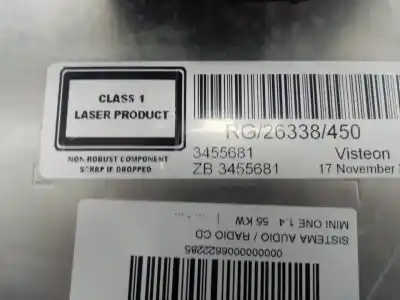 CLASS 1
LASER PRODUCT
NON ROBUST COMPONENT
SCRAP IF DROPPED
RG/26338/450
3455681 Visteon
ZB 3455681 17 November
MINI ONE 1.4 55 KW
SISTEMA AUDIO / RADIO CD